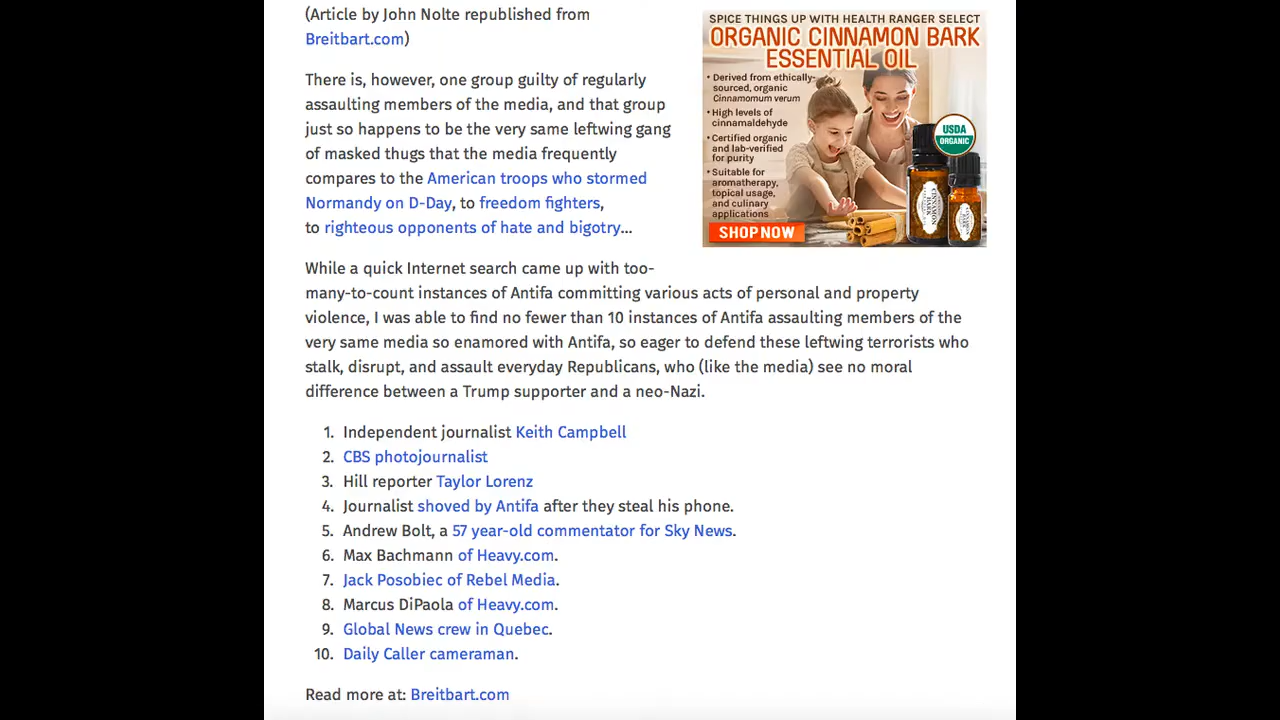 (Article by John Nolte republished from
Breitbart.com)
There is, however, one group guilty of regularly
assaulting members of the media, and that group
just so happens to be the very same leftwing gang
of masked thugs that the media frequently
compares to the American troops who stormed
Normandy on D-Day, to freedom fighters,
to righteous opponents of hate and bigotry...
SPICE THINGS UP WITH HEALTH RANGER SELECT
ORGANIC CINNAMON BARK
ESSENTIAL OIL
• Derived from ethically-
sourced, organic
Cinnamomum verum
• High levels of
cinnamaldehyde
• Certified organic
and lab-verified
for purity
• Suitable for
aromatherapy,
topical usage,
and culinary
applications
USDA
ORGANIC
CINNAMON
BARK
SHOP NOW
While a quick Internet search came up with too-
many-to-count instances of Antifa committing various acts of personal and property
violence, I was able to find no fewer than 10 instances of Antifa assaulting members of the
very same media so enamored with Antifa, so eager to defend these leftwing terrorists who
stalk, disrupt, and assault everyday Republicans, who (like the media) see no moral
difference between a Trump supporter and a neo-Nazi.
1. Independent journalist Keith Campbell
2. CBS photojournalist
3. Hill reporter Taylor Lorenz
4. Journalist shoved by Antifa after they steal his phone.
5. Andrew Bolt, a 57 year-old commentator for Sky News.
6. Max Bachmann of Heavy.com.
7. Jack Posobiec of Rebel Media.
8. Marcus DiPaola of Heavy.com.
9. Global News crew in Quebec.
10. Daily Caller cameraman.
Read more at: Breitbart.com